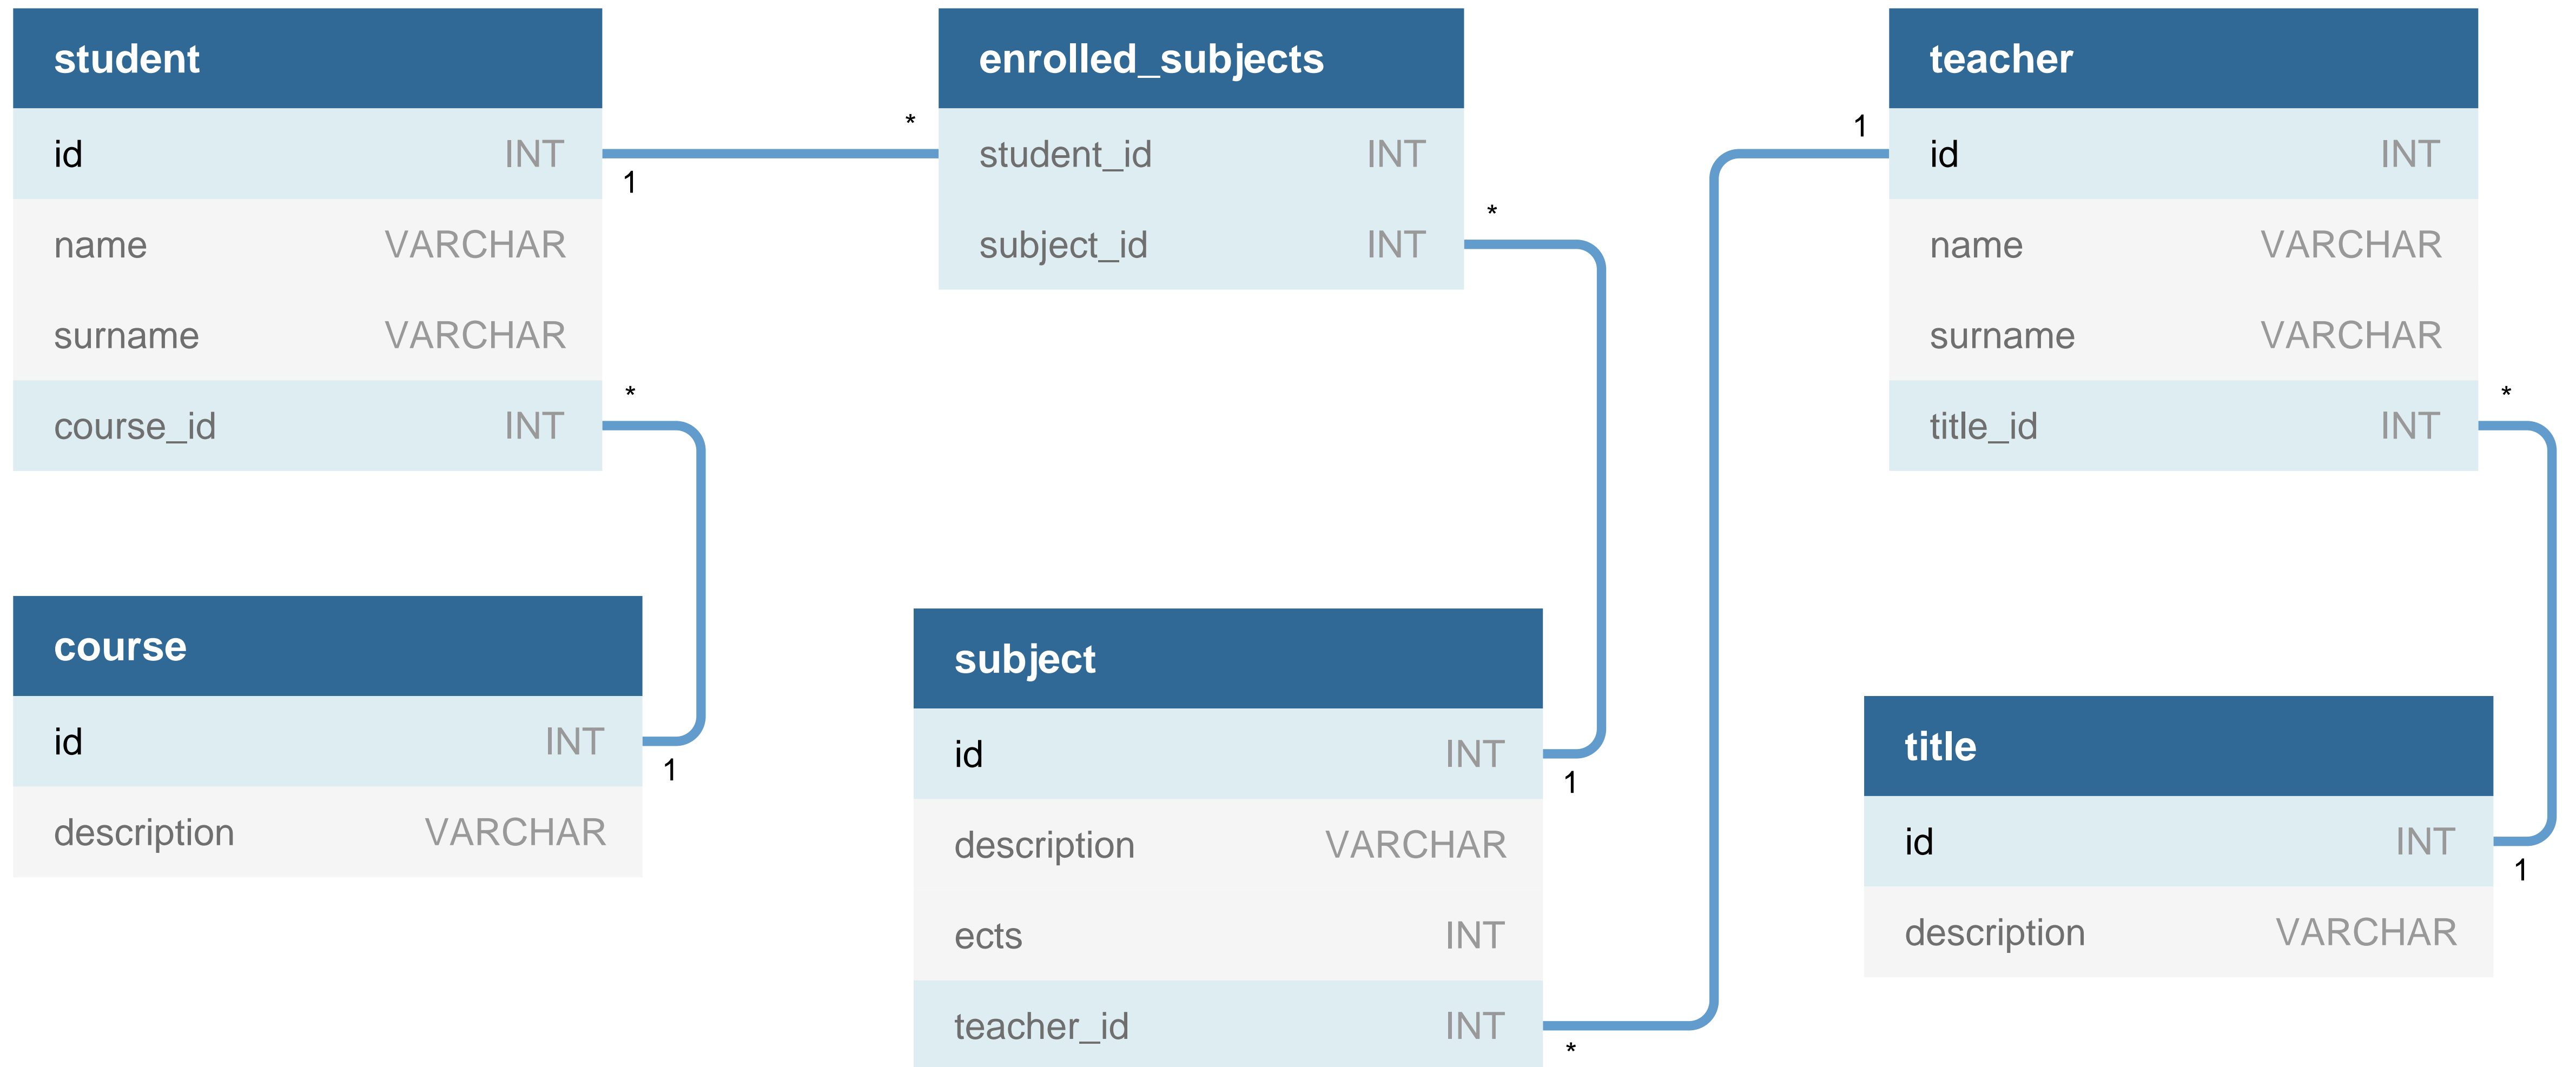 student
id INT
name VARCHAR
surname VARCHAR
course_id INT
1
*
*
enrolled_subjects
student_id INT
subject_id INT
*
teacher
1
id INT
name VARCHAR
surname VARCHAR
title_id INT
*
course
id INT
description VARCHAR
1
subject
id INT
description VARCHAR
ects INT
teacher_id INT
1
*
title
id INT
description VARCHAR
1